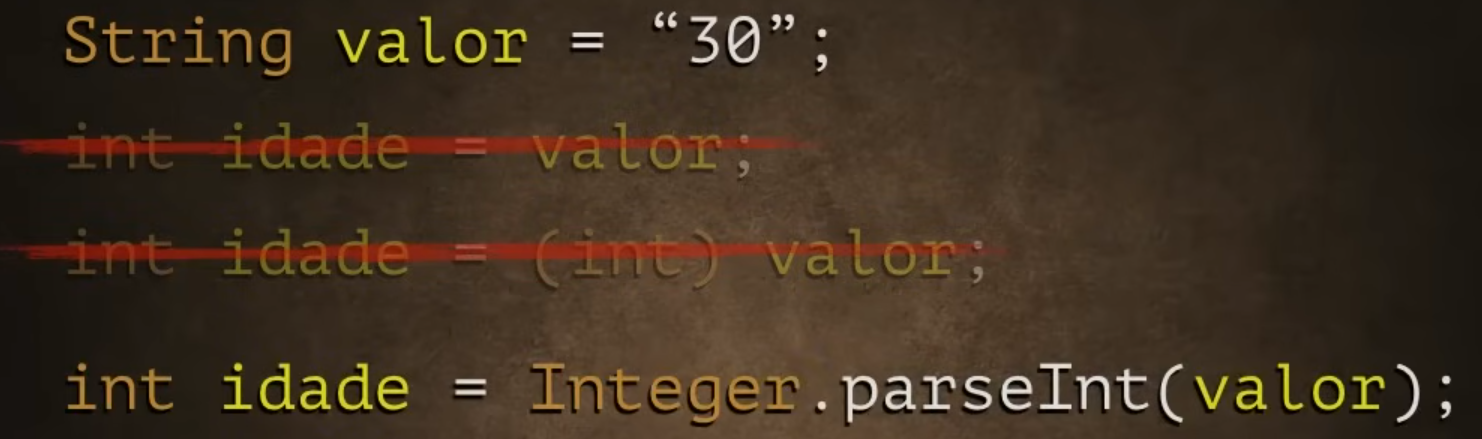 String valor = “30”;
int idade = valor;
int idade = (int) valor;
int idade = Integer.parseInt(valor);